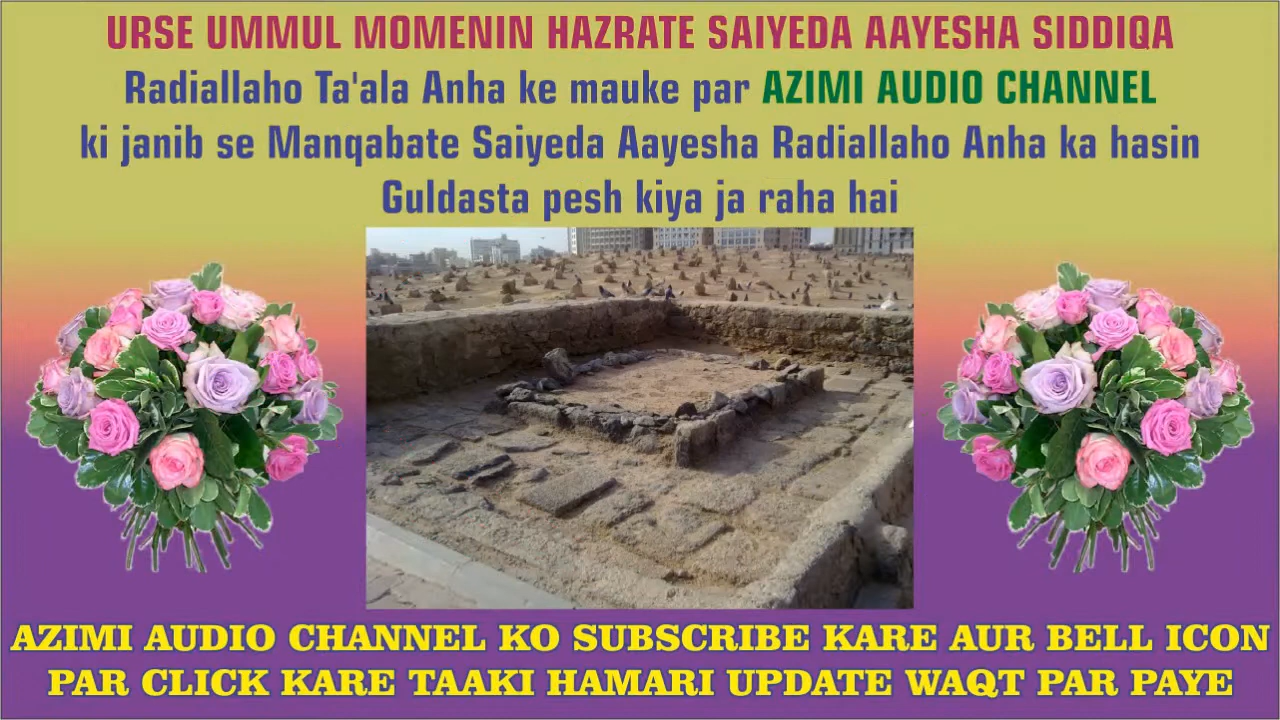 URSE UMMUL MOMENIN HAZRATE SAIYEDA AAYESHA SIDDIQA
Radiallaho Ta'ala Anha ke mauke par AZIMI AUDIO CHANNEL
ki janib se Manqabate Saiyeda Aayesha Radiallaho Anha ka hasin
Guldasta pesh kiya ja raha hai
AZIMI AUDIO CHANNEL KO SUBSCRIBE KARE AUR BELL ICON
PAR CLICK KARE TAAKI HAMARI UPDATE WAQT PAR PAYE